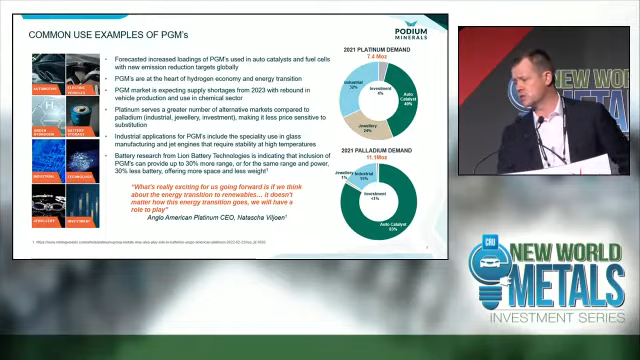 COMMON USE EXAMPLES OF PGM's
PODIUM
MINERALS
AUTOMOTIVE
ELECTRIC
VEHICLES
GREEN
HYDROGEN
BATTERY
STORAGE
INDUSTRIAL
JEWELLERY
INVESTMENT
• Forecasted increased loadings of PGM's used in auto catalysts and fuel cells
with new emission reduction targets globally
• PGM's are at the heart of hydrogen economy and energy transition
• PGM market is expecting supply shortages from 2023 with rebound in
vehicle production and use in chemical sector
• Platinum serves a greater number of alternative markets compared to
palladium (industrial, jewellery, investment), making it less price sensitive to
substitution
• Industrial applications for PGM's include the speciality use in glass
manufacturing and jet engines that require stability at high temperatures
• Battery research from Lion Battery Technologies is indicating that inclusion of
PGM's can provide up to 30% more range, or for the same range and power,
30% less battery, offering more space and less weight¹
"What's really exciting for us going forward is if we think
about the energy transition to renewables... it doesn't
matter how this energy transition goes, we will have a
role to play"
Anglo American Platinum CEO, Natascha Viljoen¹
2021 PLATINUM DEMAND
7.4 Moz
Industrial
32%
Investment
Auto
Catalyst
Jewellery
24%
2021 PALLADIUM DEMAND
11.1Moz
Jewellery
1%
Industrial
Investment
<1%
Auto Catalyst
83%
CRU
NEW WORLD
METALS
INVESTMENT SERIES